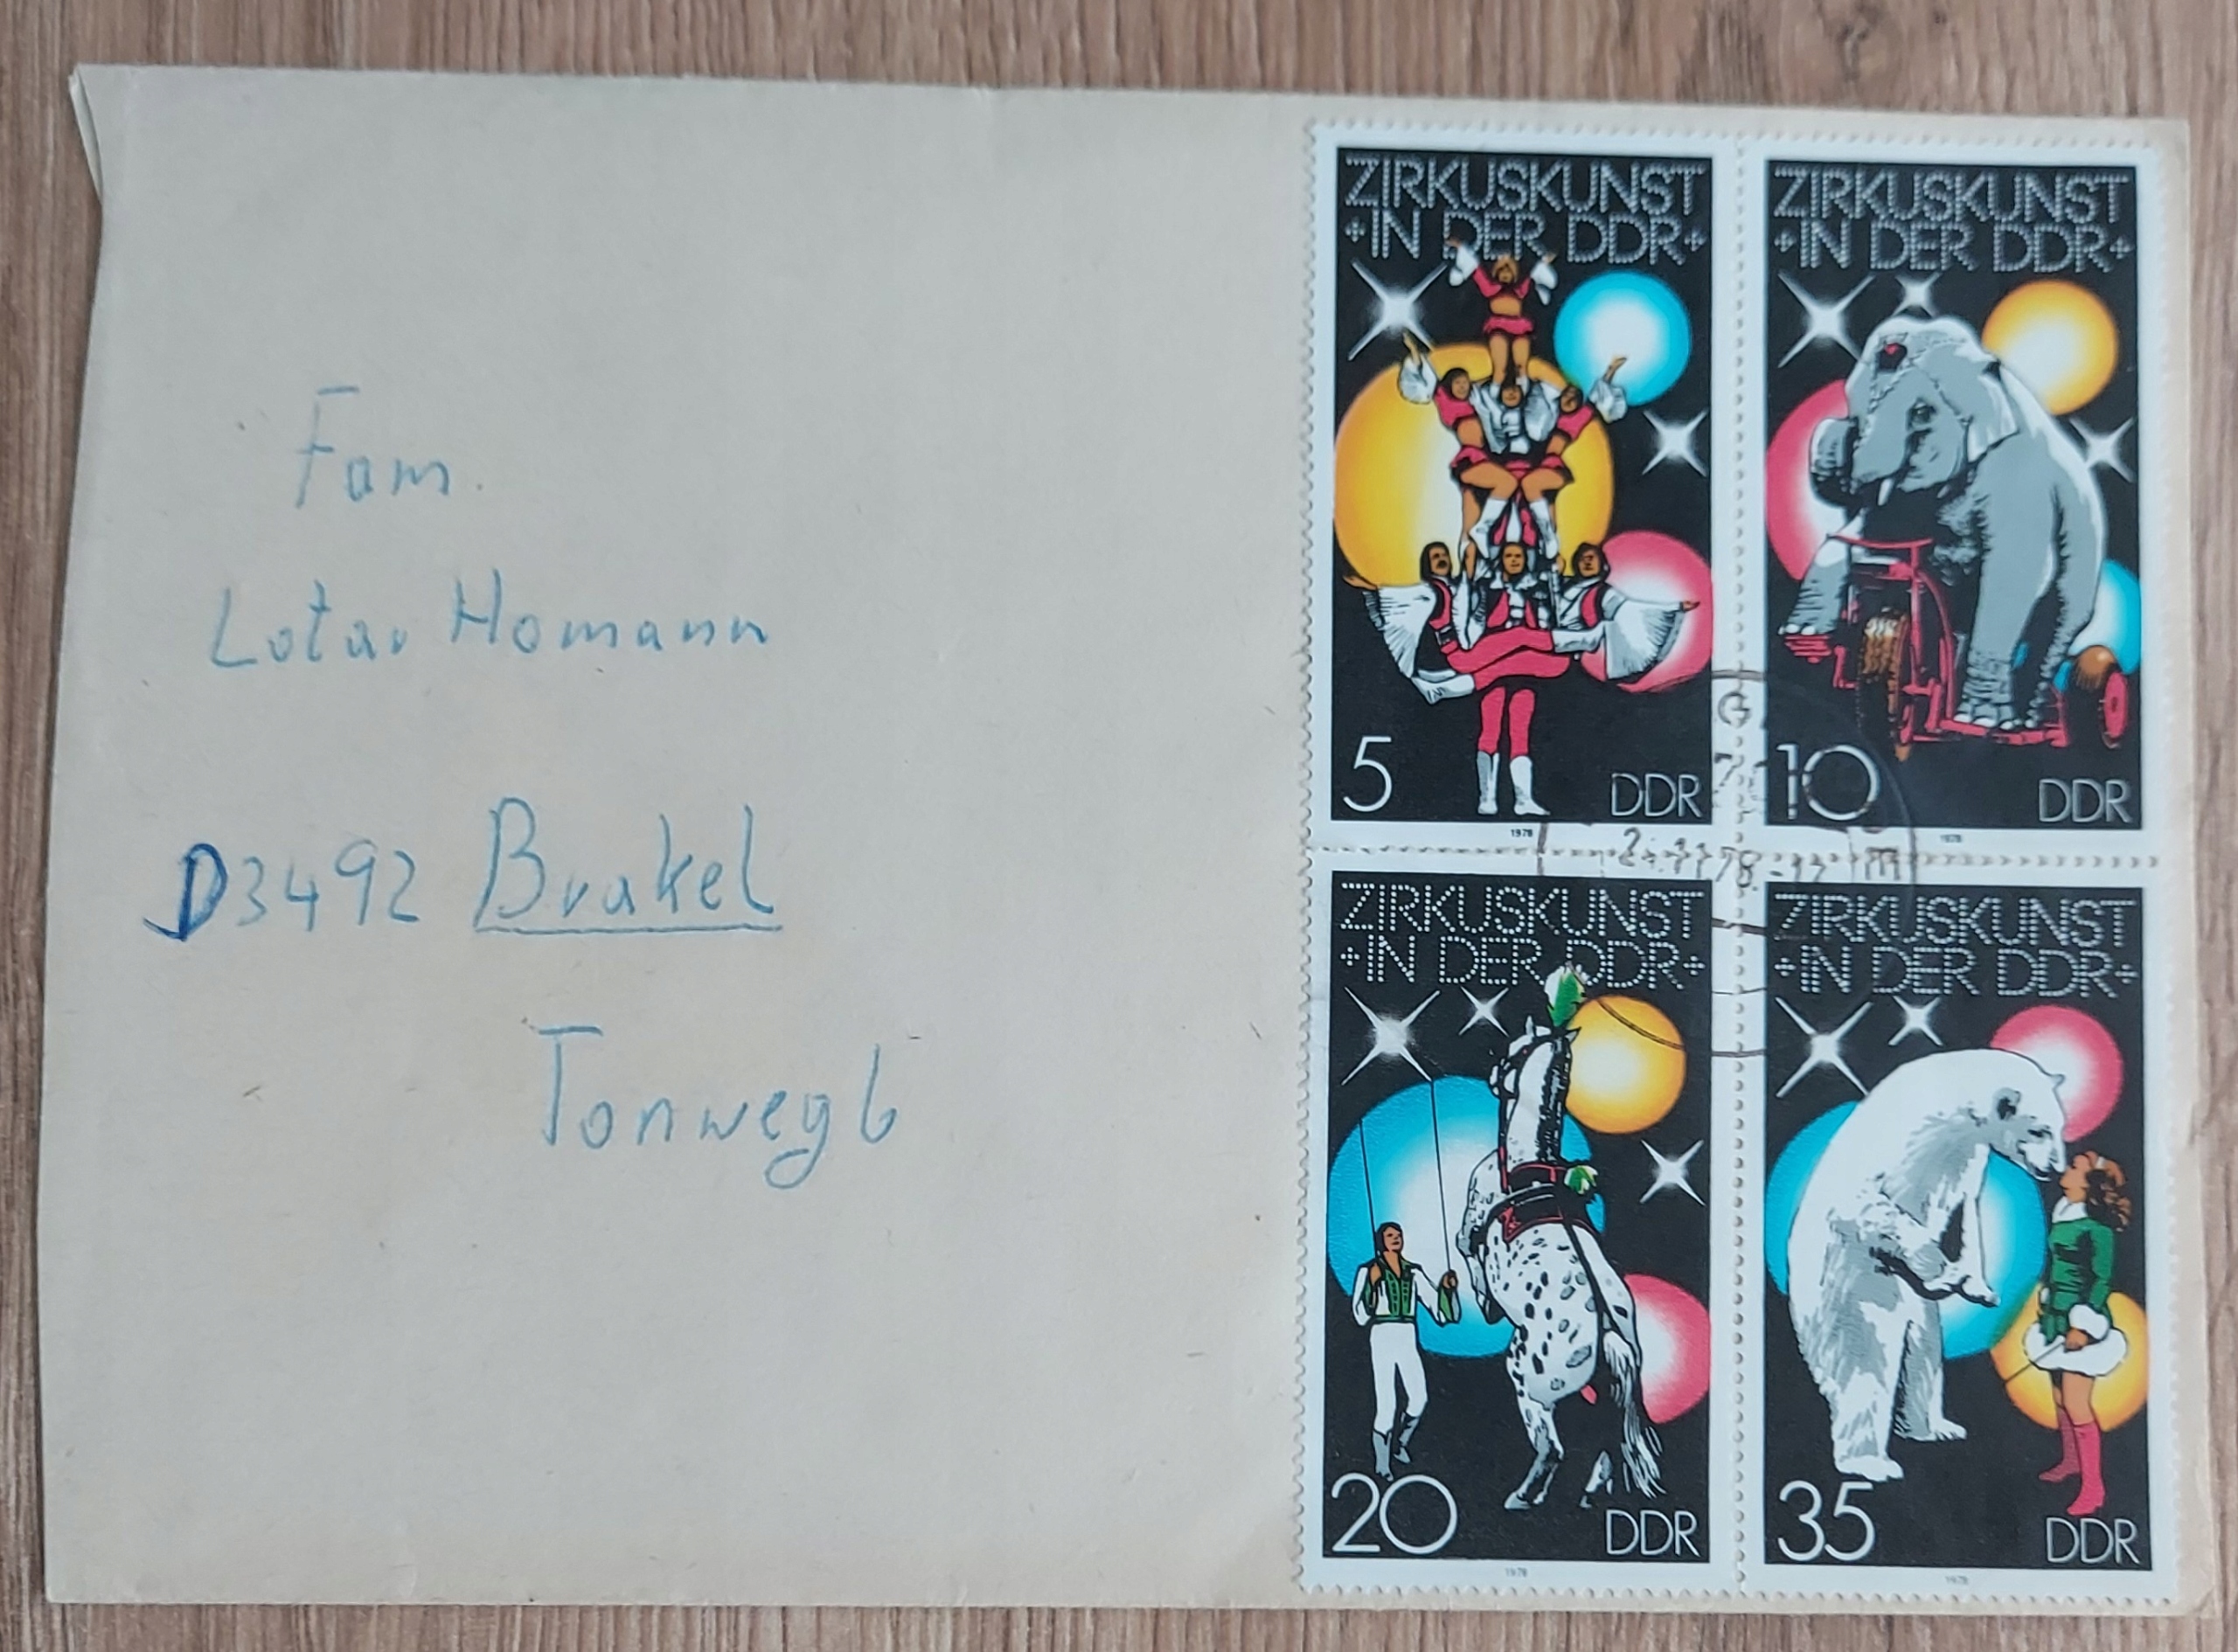 Fam.
Lotar Homann
D3492 Brakel
Tonweg 6
ZIRKUSKUNST
IN DER DDR
5 DDR
1978
ZIRKUSKUNST
IN DER DDR
10 DDR
1978
ZIRKUSKUNST
IN DER DDR
20 DDR
1978
ZIRKUSKUNST
IN DER DDR
35 DDR
1978